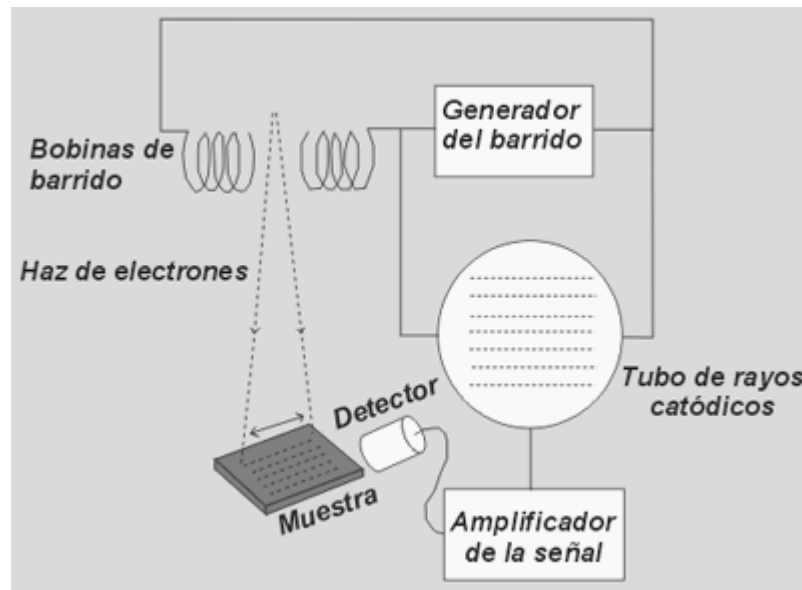 Generador
del barrido
Bobinas de
barrido
Haz de electrones
Tubo de rayos
catódicos
Detector
Muestra
Amplificador
de la señal